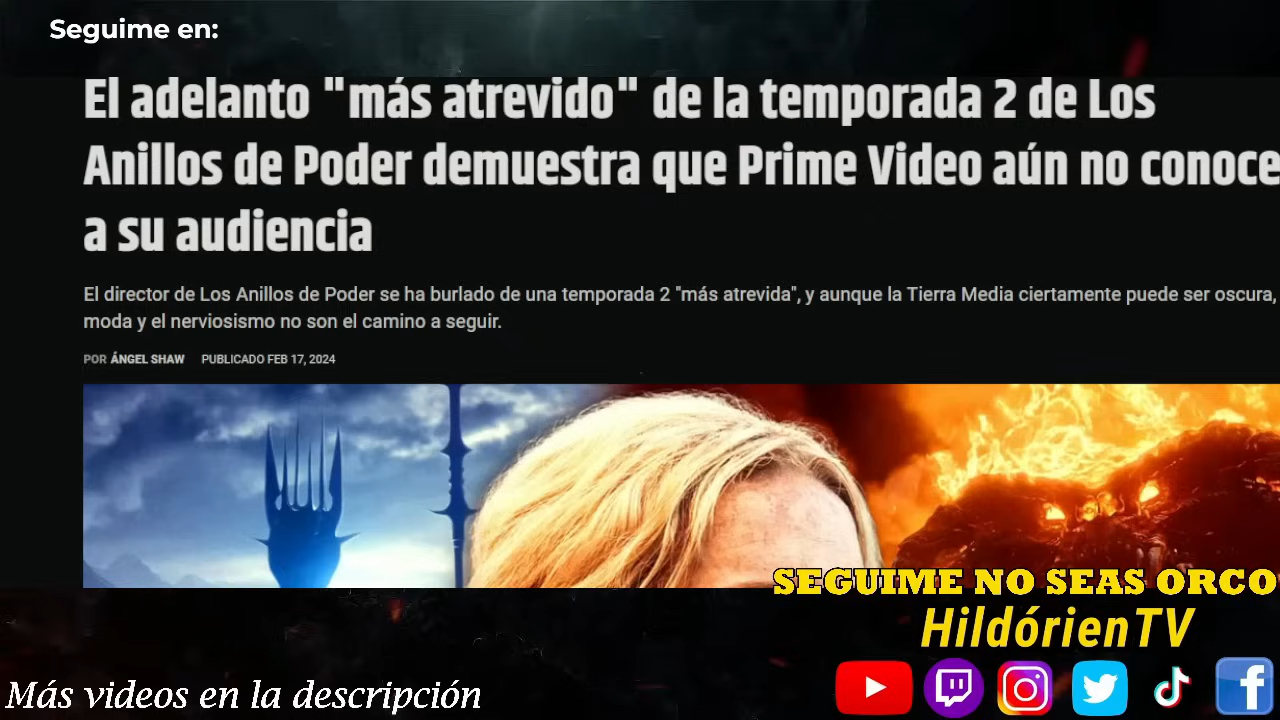 Seguime en:
El adelanto "más atrevido" de la temporada 2 de Los
Anillos de Poder demuestra que Prime Video aún no conoce
a su audiencia
El director de Los Anillos de Poder se ha burlado de una temporada 2 "más atrevida", y aunque la Tierra Media ciertamente puede ser oscura,
moda y el nerviosismo no son el camino a seguir.
POR ÁNGEL SHAW PUBLICADO FEB 17, 2024
SEGUIME NO SEAS ORCO
HildórienTV
Más videos en la descripción